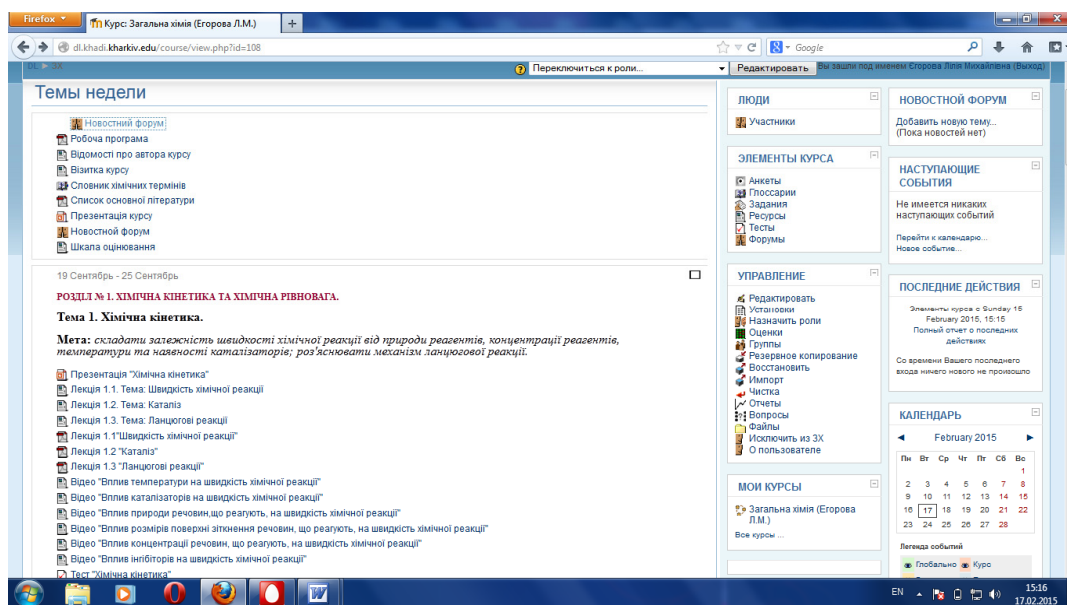 Firefox
Курс: Загальна хімія (Егорова Л.М.)
dl.khadi.kharkiv.edu/course/view.php?id=108
Google
DL ► ЗХ
Переключиться к роли...
Редактировать
Вы зашли под именем Єгорова Лілія Михайлівна (Выход)
Темы недели
Новостний форум
Робоча програма
Відомості про автора курсу
Візитка курсу
Словник хімічних термінів
Список основної літератури
Презентація курсу
Новостной форум
Шкала оцінювання
19 Сентябрь - 25 Сентябрь
РОЗДІЛ № 1. ХІМІЧНА КІНЕТИКА ТА ХІМІЧНА РІВНОВАГА.
Тема 1. Хімічна кінетика.
Мета: складати залежність швидкості хімічної реакції від природи реагентів, концентрації реагентів,
температури та наявності каталізаторів; роз'яснювати механізм ланцюгової реакції.
Презентація "Хімічна кінетика"
Лекція 1.1. Тема: Швидкість хімічної реакції
Лекція 1.2. Тема: Каталіз
Лекція 1.3. Тема: Ланцюгові реакції
Лекція 1.1"Швидкість хімічної реакції"
Лекція 1.2 "Каталіз"
Лекція 1.3 "Ланцюгові реакції"
Відео "Вплив температури на швидкість хімічної реакції"
Відео "Вплив каталізаторів на швидкість хімічної реакції"
Відео "Вплив природи речовин,що реагують, на швидкість хімічної реакції"
Відео "Вплив розмірів поверхні зіткнення речовин, що реагують, на швидкість хімічної реакції"
Відео "Вплив концентрації речовин, що реагують, на швидкість хімічної реакції"
Відео "Вплив інгібіторів на швидкість хімічної реакції"
Тест "Хімічна кінетика"
ЛЮДИ
Участники
ЭЛЕМЕНТЫ КУРСА
Анкеты
Глоссарии
Задания
Ресурсы
Тесты
Форумы
УПРАВЛЕНИЕ
Редактировать
Установки
Назначить роли
Оценки
Группы
Резервное копирование
Восстановить
Импорт
Чистка
Отчеты
Вопросы
Файлы
Исключить из ЗХ
О пользователе
МОИ КУРСЫ
Загальна хімія (Егорова
Л.М.)
Все курсы ...
НОВОСТНОЙ ФОРУМ
Добавить новую тему...
(Пока новостей нет)
НАСТУПАЮЩИЕ
СОБЫТИЯ
Не имеется никаких
наступающих событий
Перейти к календарю...
Новое событие...
ПОСЛЕДНИЕ ДЕЙСТВИЯ
Элементы курса с Sunday 15
February 2015, 15:15
Полный отчет о последних
действиях
Со времени Вашего последнего
входа ничего нового не произошло
КАЛЕНДАРЬ
◄ February 2015 ►
Пн Вт Ср Чт Пт Сб Вс
1
2 3 4 5 6 7 8
9 10 11 12 13 14 15
16 17 18 19 20 21 22
23 24 25 26 27 28
Легенда событий
Глобально Курс
EN
15:16
17.02.2015